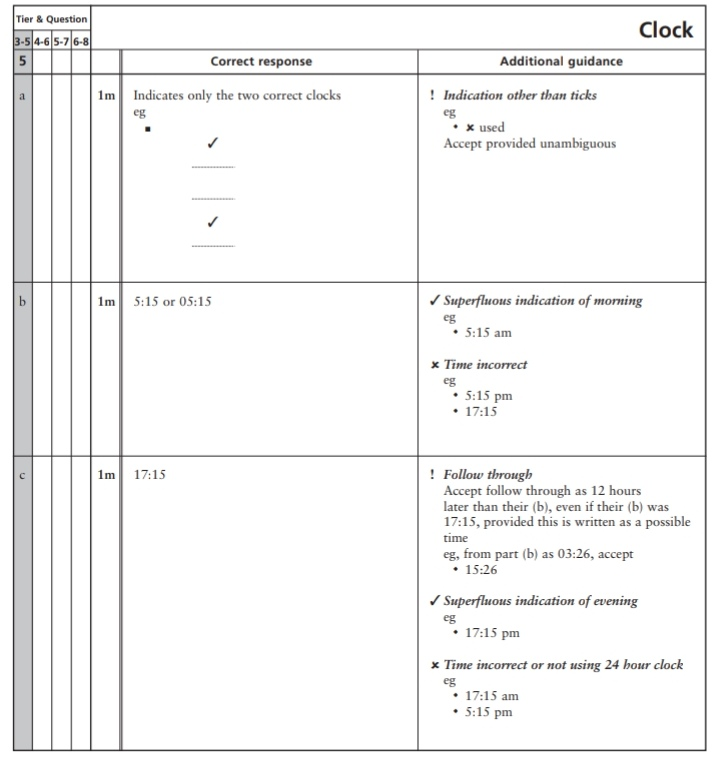 Tier & Question
Clock
3-5 4-6 5-7 6-8
5 Correct response Additional guidance
a 1m Indicates only the two correct clocks
eg
▪
✓
✓
! Indication other than ticks
eg
• ✗ used
Accept provided unambiguous
b 1m 5:15 or 05:15
✓ Superfluous indication of morning
eg
• 5:15 am
✗ Time incorrect
eg
• 5:15 pm
• 17:15
c 1m 17:15
! Follow through
Accept follow through as 12 hours
later than their (b), even if their (b) was
17:15, provided this is written as a possible
time
eg, from part (b) as 03:26, accept
• 15:26
✓ Superfluous indication of evening
eg
• 17:15 pm
✗ Time incorrect or not using 24 hour clock
eg
• 17:15 am
• 5:15 pm